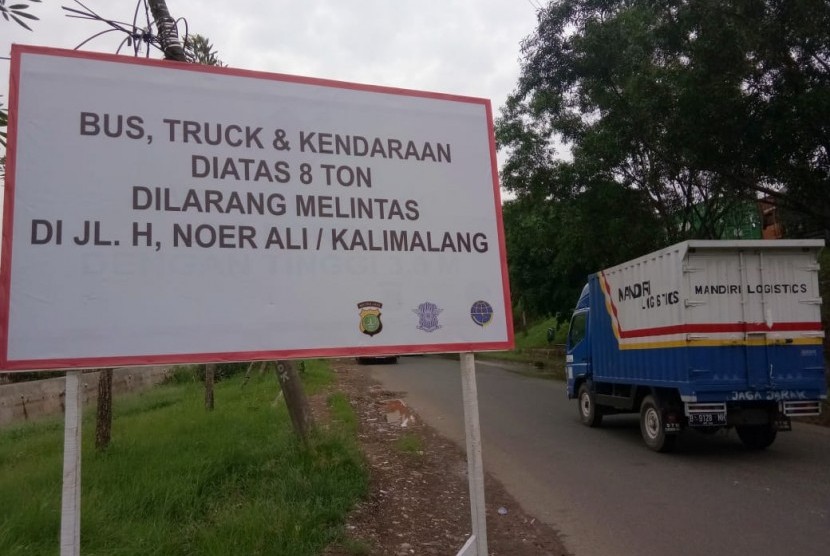 BUS, TRUCK & KENDARAAN
DIATAS 8 TON
DILARANG MELINTAS
DI JL. H, NOER ALI / KALIMALANG
MANDIRI
LOGISTICS
MANDIRI LOGISTICS
JAGA JARAK